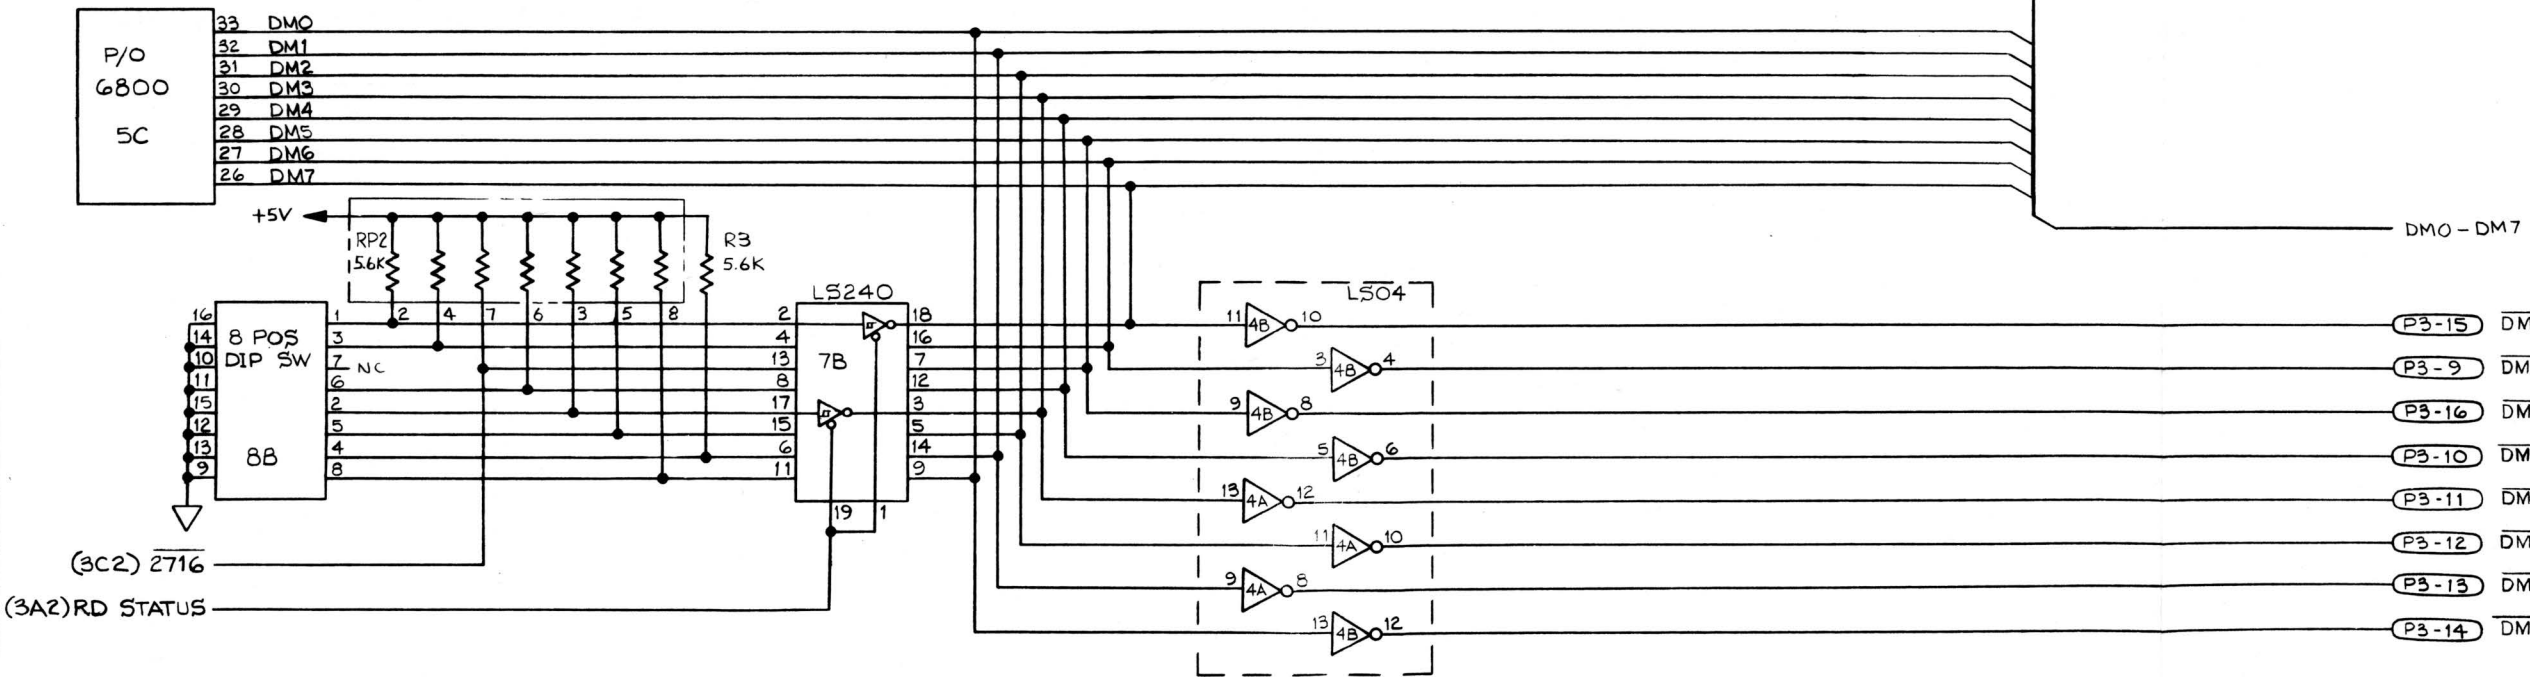 33 DM0
32 DM1
31 DM2
30 DM3
29 DM4
28 DM5
27 DM6
26 DM7
P/O
6800
5C
+5V
RP2
5.6K
R3
5.6K
DM0-DM7
2 4 7 6 3 5 8
8 POS
DIP SW
8B
16 1
14 3
10 7 NC
11 6
15 2
12 5
13 4
9 8
LS240
7B
2 18
4 16
13 7
8 12
17 3
15 5
6 14
11 9
19 1
LS04
11 4B 10 P3-15 DM
3 4B 4 P3-9 DM
9 4B 8 P3-16 DM
5 4B 6 P3-10 DM
13 4A 12 P3-11 DM
11 4A 10 P3-12 DM
9 4A 8 P3-13 DM
13 4B 12 P3-14 DM
(3C2) 2716
(3A2) RD STATUS